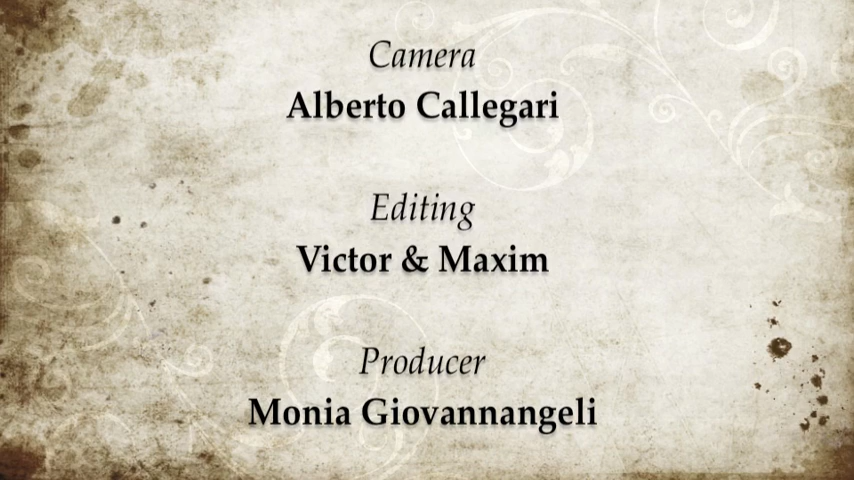 Camera
Alberto Callegari
Editing
Victor & Maxim
Producer
Monia Giovannangeli